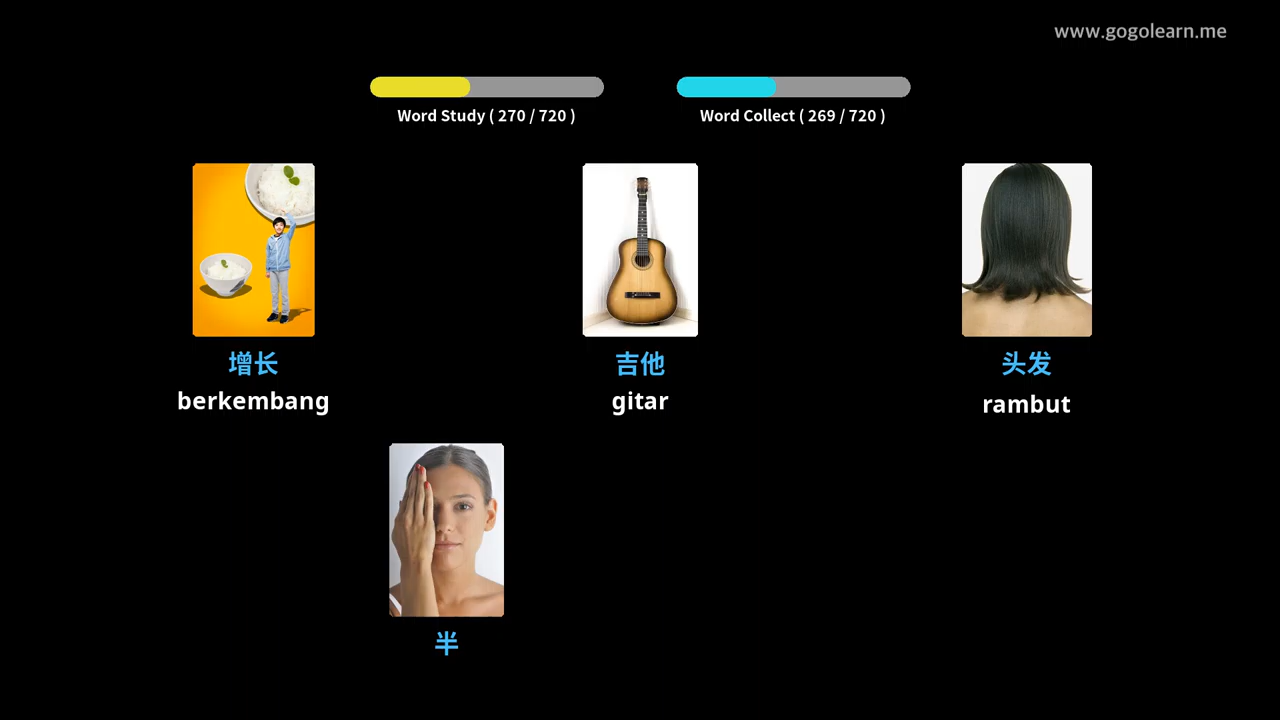 www.gogolearn.me
Word Study ( 270 / 720 )
Word Collect ( 269 / 720 )
增长
berkembang
吉他
gitar
头发
rambut
半